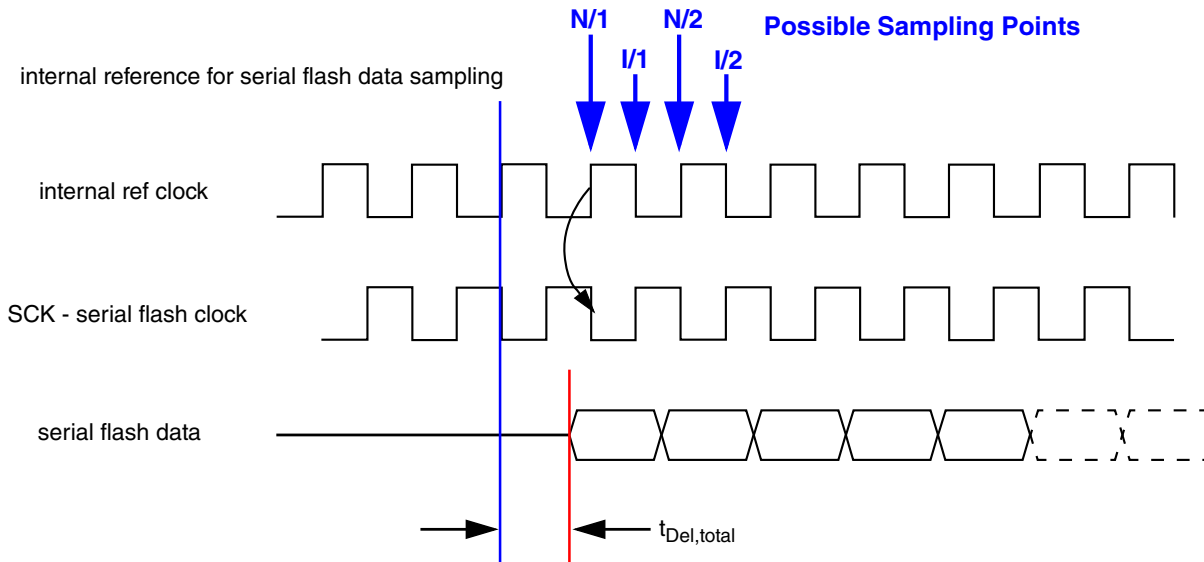 N/1 N/2 Possible Sampling Points
I/1 I/2
internal reference for serial flash data sampling
internal ref clock
SCK - serial flash clock
serial flash data
tDel,total